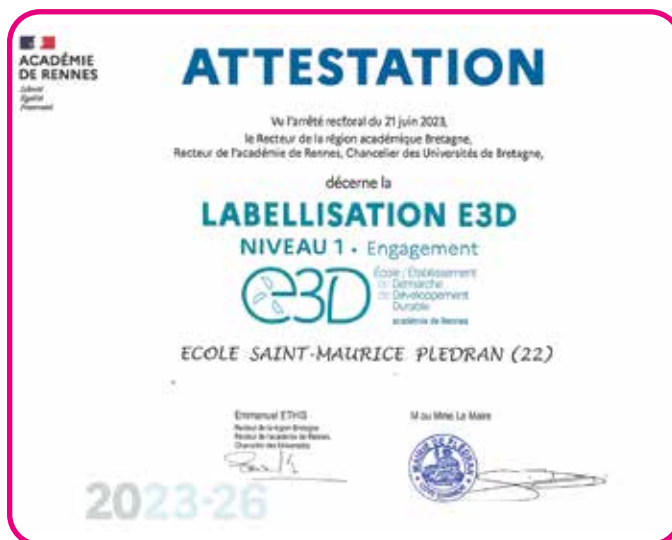 ACADÉMIE
DE RENNES
Liberté
Égalité
Fraternité
ATTESTATION
Vu l'arrêté rectoral du 21 juin 2023,
le Recteur de la région académique Bretagne,
Recteur de l'académie de Rennes, Chancelier des Universités de Bretagne,
décerne la
LABELLISATION E3D
NIVEAU 1 • Engagement
e3D
École / Établissement
en Démarche
de Développement
Durable
académie de Rennes
ECOLE SAINT-MAURICE PLEDRAN (22)
Emmanuel ETHIS
Recteur de la région Bretagne
Recteur de l'académie de Rennes,
Chancelier des Universités
M ou Mme Le Maire
MAIRIE DE PLEDRAN
2023-26